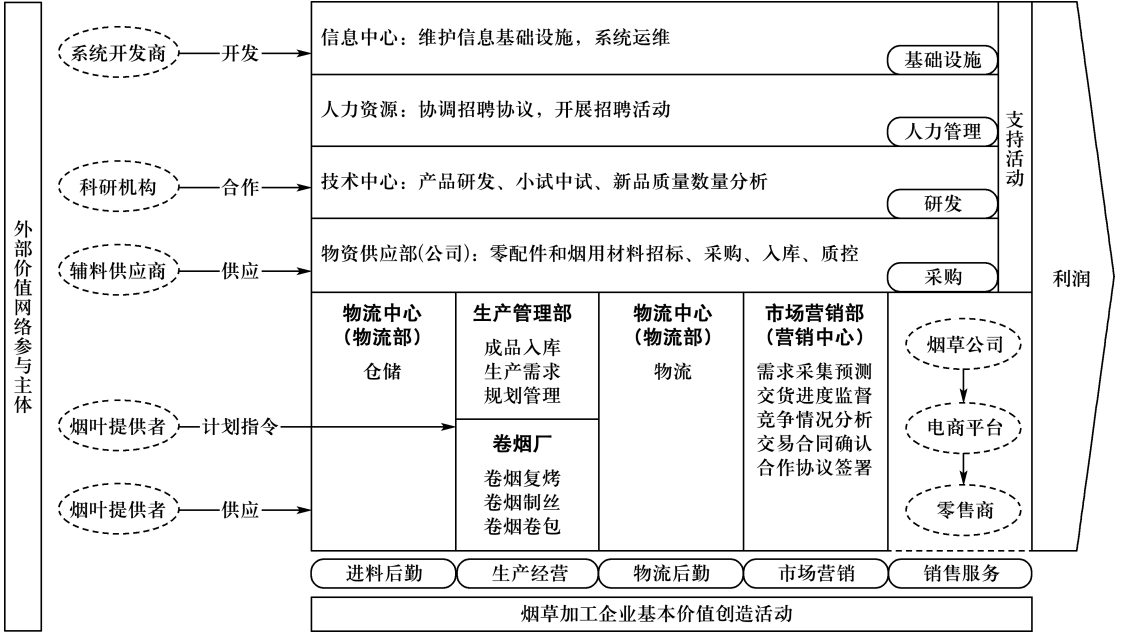 外部价值网络参与主体
系统开发商
开发
科研机构
合作
辅料供应商
供应
烟叶提供者
计划指令
烟叶提供者
供应
信息中心：维护信息基础设施，系统运维
基础设施
人力资源：协调招聘协议，开展招聘活动
人力管理
技术中心：产品研发、小试中试、新品质量数量分析
研发
物资供应部(公司)：零配件和烟用材料招标、采购、入库、质控
采购
支持活动
利润
物流中心
（物流部）
仓储
生产管理部
成品入库
生产需求
规划管理
卷烟厂
卷烟复烤
卷烟制丝
卷烟卷包
物流中心
（物流部）
物流
市场营销部
（营销中心）
需求采集预测
交货进度监督
竞争情况分析
交易合同确认
合作协议签署
烟草公司
电商平台
零售商
进料后勤
生产经营
物流后勤
市场营销
销售服务
烟草加工企业基本价值创造活动